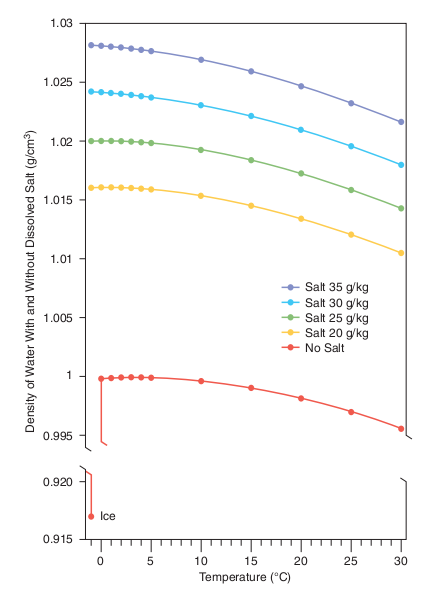 1.03
1.025
1.02
1.015
1.01
1.005
1
0.995
0.920
0.915
Density of Water With and Without Dissolved Salt (g/cm³)
Salt 35 g/kg
Salt 30 g/kg
Salt 25 g/kg
Salt 20 g/kg
No Salt
Ice
0 5 10 15 20 25 30
Temperature (°C)